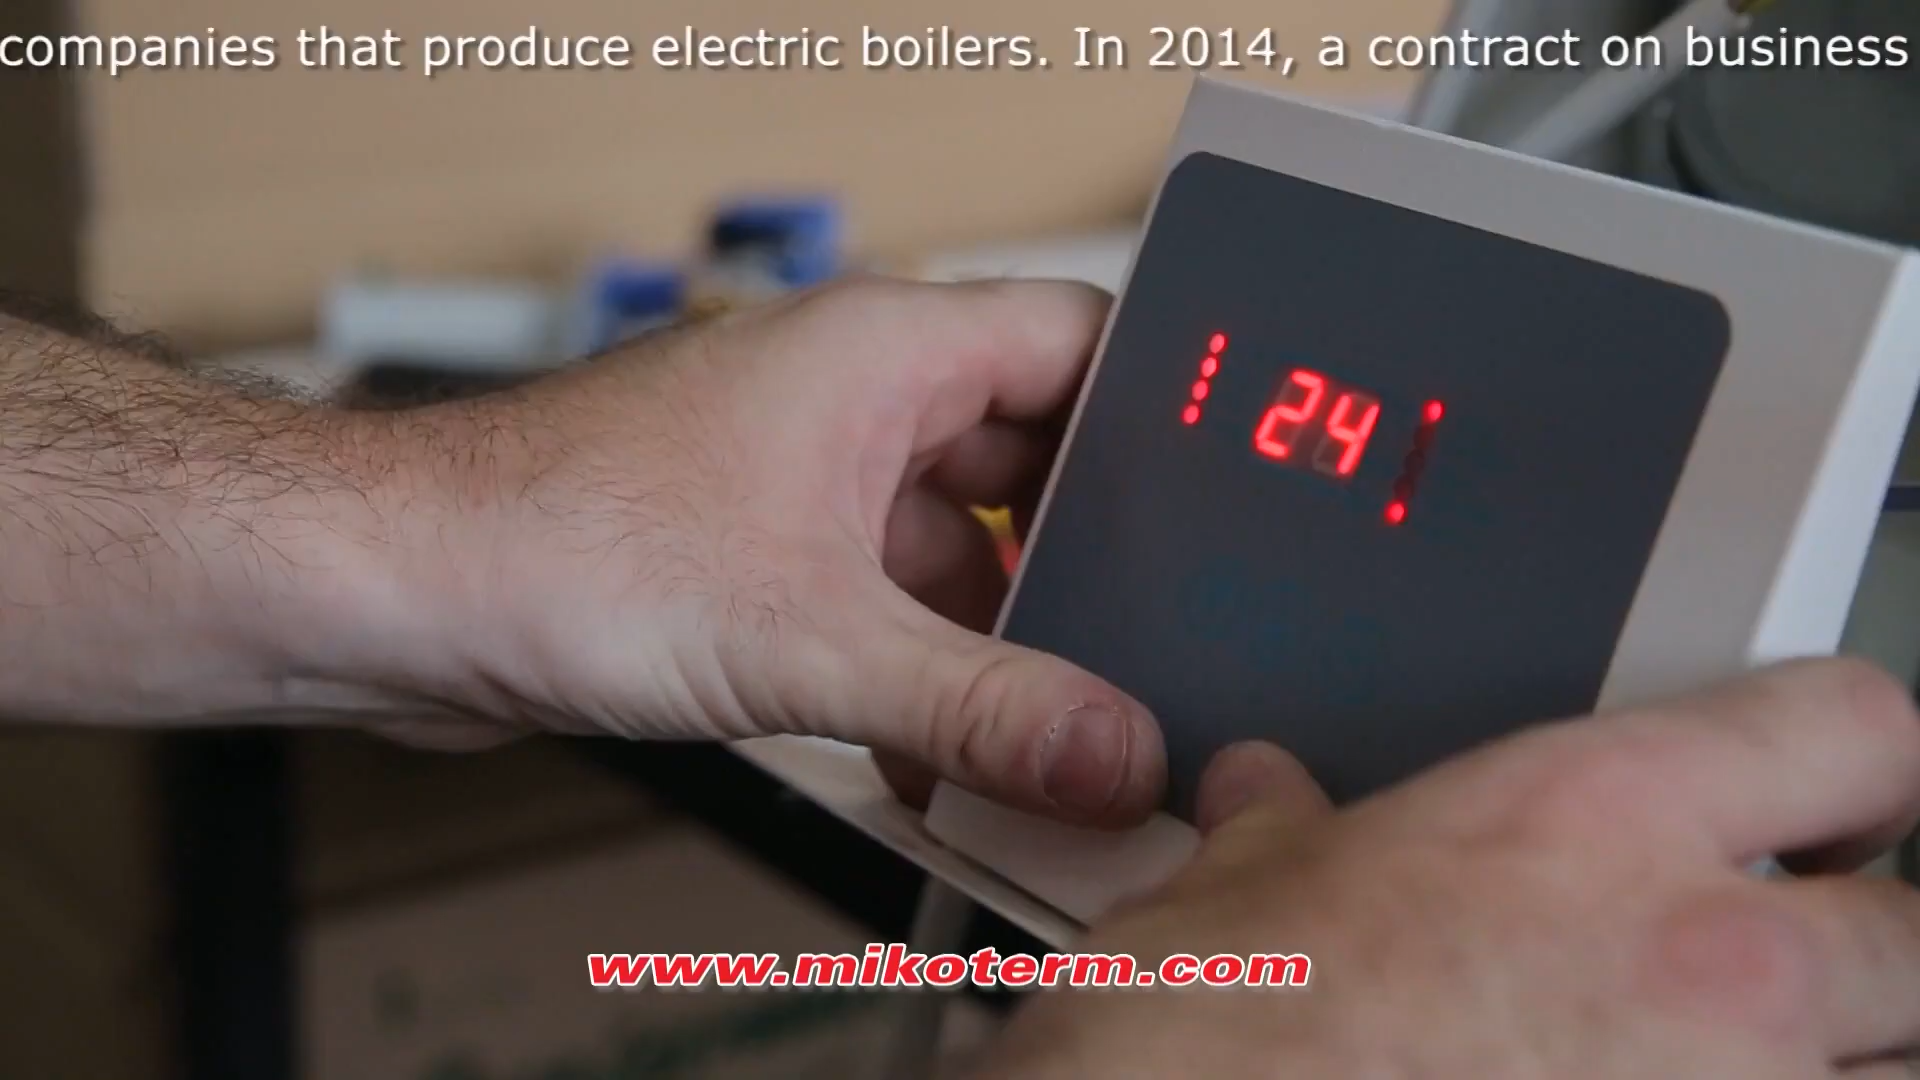 companies that produce electric boilers. In 2014, a contract on business
24
www.mikoterm.com